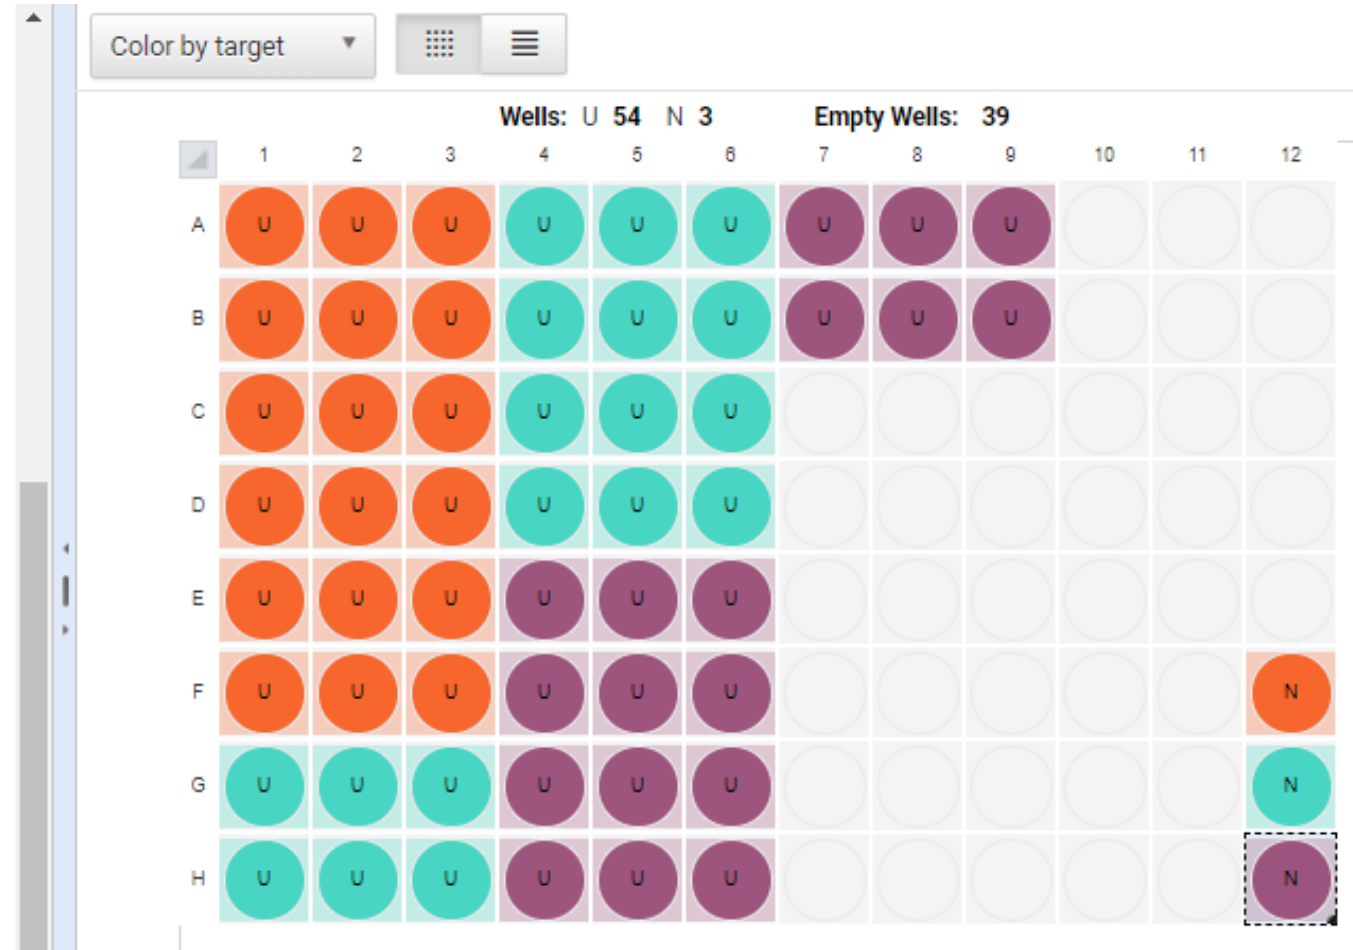 Color by target
Wells: U 54 N 3 Empty Wells: 39
1 2 3 4 5 6 7 8 9 10 11 12
A U U U U U U U U U
B U U U U U U U U U
C U U U U U U
D U U U U U U
E U U U U U U
F U U U U U U N
G U U U U U U N
H U U U U U U N